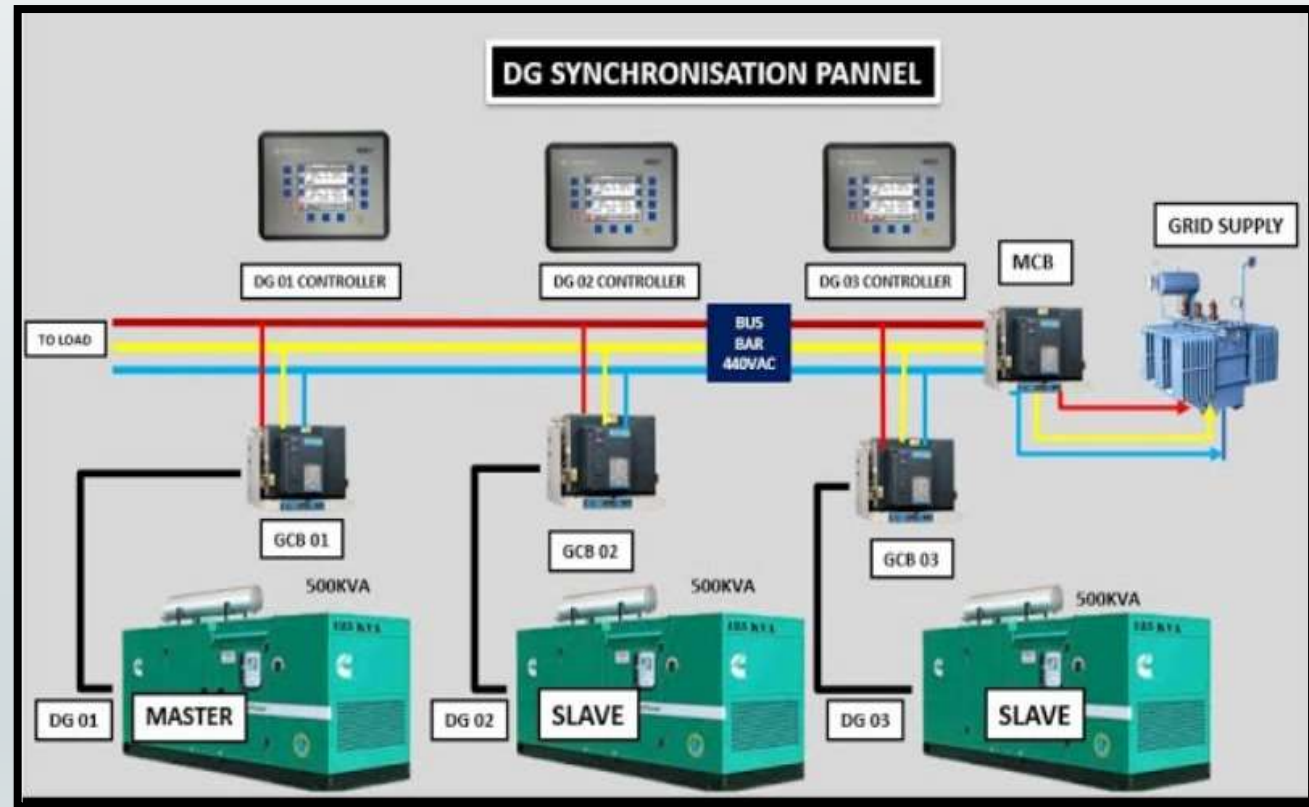 DG SYNCHRONISATION PANNEL
GRID SUPPLY
MCB
DG 01 CONTROLLER
DG 02 CONTROLLER
DG 03 CONTROLLER
TO LOAD
BUS
BAR
440VAC
GCB 01
GCB 02
GCB 03
500KVA
500KVA
500KVA
DG 01
MASTER
DG 02
SLAVE
DG 03
SLAVE